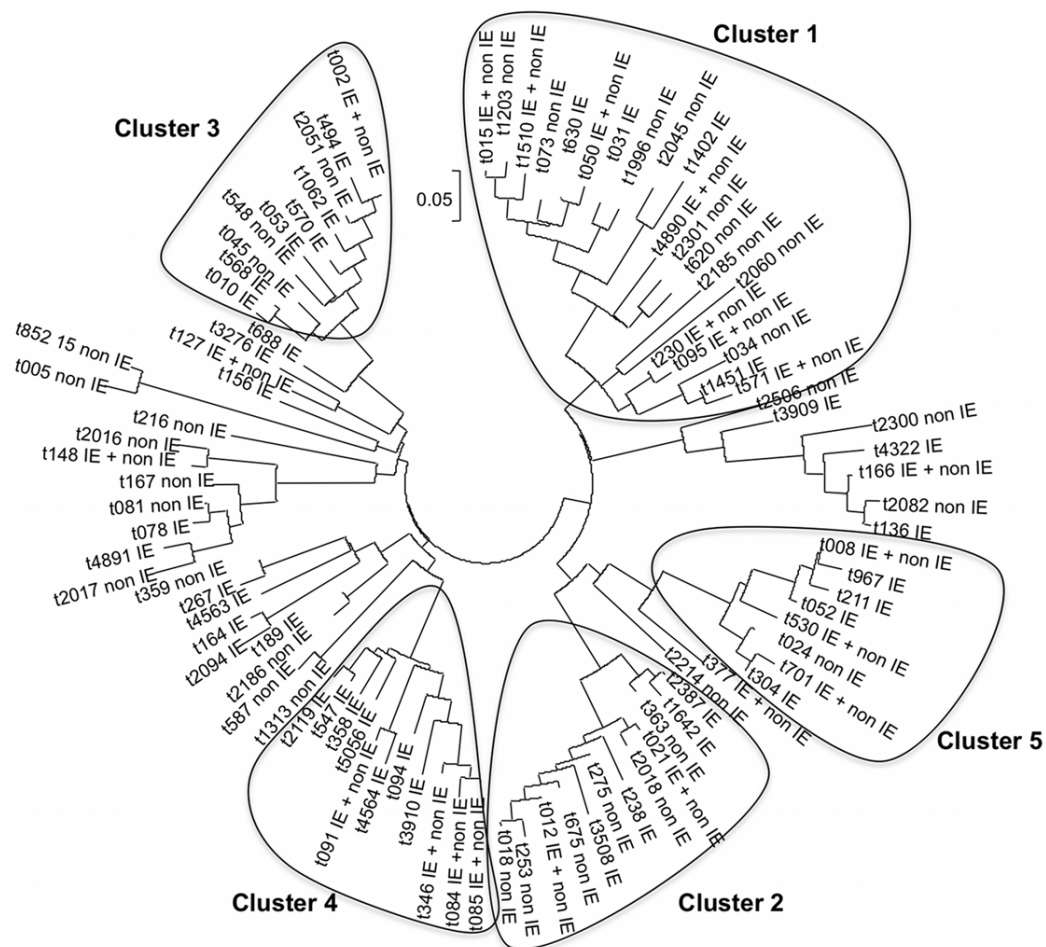 Cluster 1
t015 IE + non IE
t1203 non IE
t1510 IE + non IE
t073 non IE
t630 IE
t050 IE + non IE
t031 IE
t1996 non IE
t2045 non IE
t1402 IE
t4890 IE + non IE
t2301 non IE
t620 non IE
t2185 non IE
t2060 non IE
t230 IE + non IE
t095 IE + non IE
t034 non IE
t1451 IE
t571 IE + non IE
t2506 non IE
t3909 IE
t2300 non IE
t4322 IE
t166 IE + non IE
t2082 non IE
t136 IE
t008 IE + non IE
t967 IE
t211 IE
t052 IE
t530 IE + non IE
t024 non IE
t701 IE + non IE
t304 IE
Cluster 5
t377 IE + non IE
t2214 non IE
t2387 IE
t1642 IE
t363 non IE
t021 IE + non IE
t2018 non IE
t238 IE
t275 non IE
t3508 IE
t675 non IE
t012 IE + non IE
t253 non IE
t018 non IE
Cluster 2
t085 IE + non IE
t084 IE +non IE
t346 IE + non IE
t3910 IE
t094 IE
t4564 IE
t091 IE + non IE
t5056 IE
t358 IE
t547 IE
t2119 IE
Cluster 4
t1313 non IE
t587 non IE
t2186 non IE
t189 IE
t2094 IE
t164 IE
t4563 IE
t267 IE
t359 non IE
t2017 non IE
t4891 IE
t078 IE
t081 non IE
t167 non IE
t148 IE + non IE
t2016 non IE
t216 non IE
t005 non IE
t852 15 non IE
t156 IE
t127 IE + non IE
t3276 IE
t688 IE
t010 IE
t568 IE
t045 non IE
t548 non IE
t053 IE
t570 IE
t1062 IE
t2051 non IE
t494 IE
t002 IE + non IE
Cluster 3
0.05